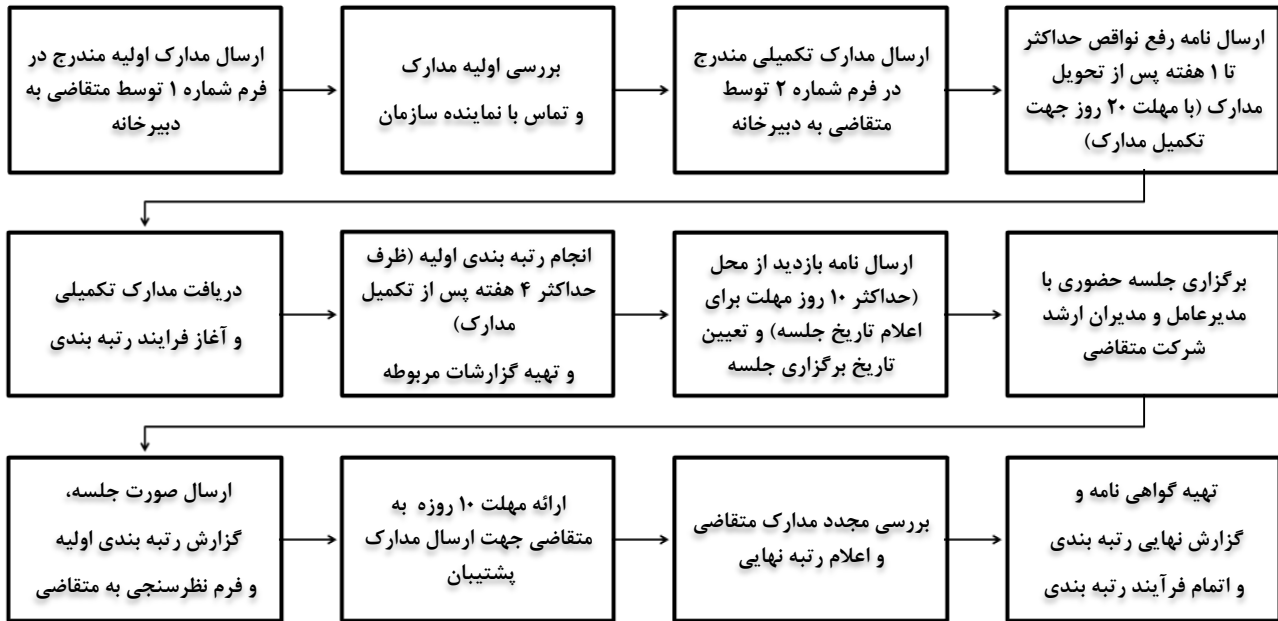 ارسال مدارک اولیه مندرج در
فرم شماره ۱ توسط متقاضی به
دبیرخانه
بررسی اولیه مدارک
و تماس با نماینده سازمان
ارسال مدارک تکمیلی مندرج
در فرم شماره ۲ توسط
متقاضی به دبیرخانه
ارسال نامه رفع نواقص حداکثر
تا ۱ هفته پس از تحویل
مدارک (با مهلت ۲۰ روز جهت
تکمیل مدارک)
دریافت مدارک تکمیلی
و آغاز فرایند رتبه بندی
انجام رتبه بندی اولیه (ظرف
حداکثر ۴ هفته پس از تکمیل
مدارک)
و تهیه گزارشات مربوطه
ارسال نامه بازدید از محل
(حداکثر ۱۰ روز مهلت برای
اعلام تاریخ جلسه) و تعیین
تاریخ برگزاری جلسه
برگزاری جلسه حضوری با
مدیرعامل و مدیران ارشد
شرکت متقاضی
ارسال صورت جلسه،
گزارش رتبه بندی اولیه
و فرم نظرسنجی به متقاضی
ارائه مهلت ۱۰ روزه به
متقاضی جهت ارسال مدارک
پشتیبان
بررسی مجدد مدارک متقاضی
و اعلام رتبه نهایی
تهیه گواهی نامه و
گزارش نهایی رتبه بندی
و اتمام فرآیند رتبه بندی